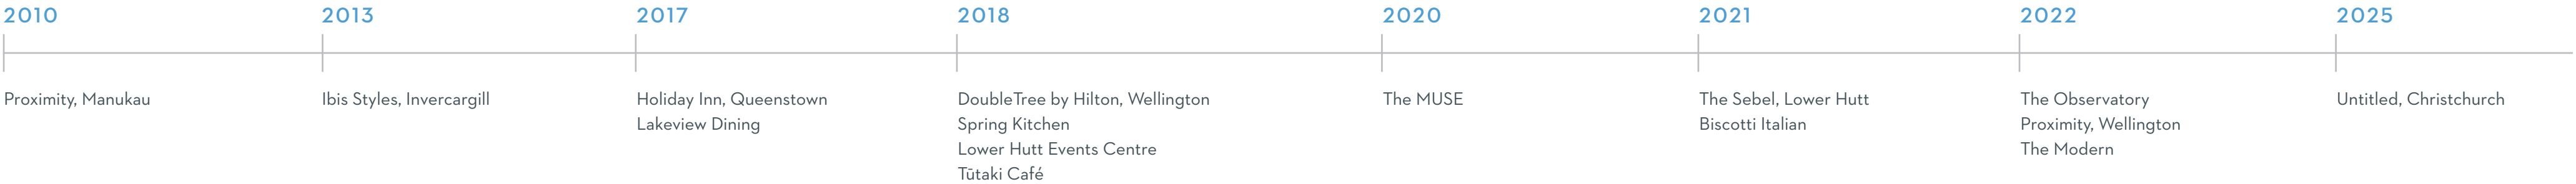 2010
Proximity, Manukau
2013
Ibis Styles, Invercargill
2017
Holiday Inn, Queenstown
Lakeview Dining
2018
DoubleTree by Hilton, Wellington
Spring Kitchen
Lower Hutt Events Centre
Tūtaki Café
2020
The MUSE
2021
The Sebel, Lower Hutt
Biscotti Italian
2022
The Observatory
Proximity, Wellington
The Modern
2025
Untitled, Christchurch